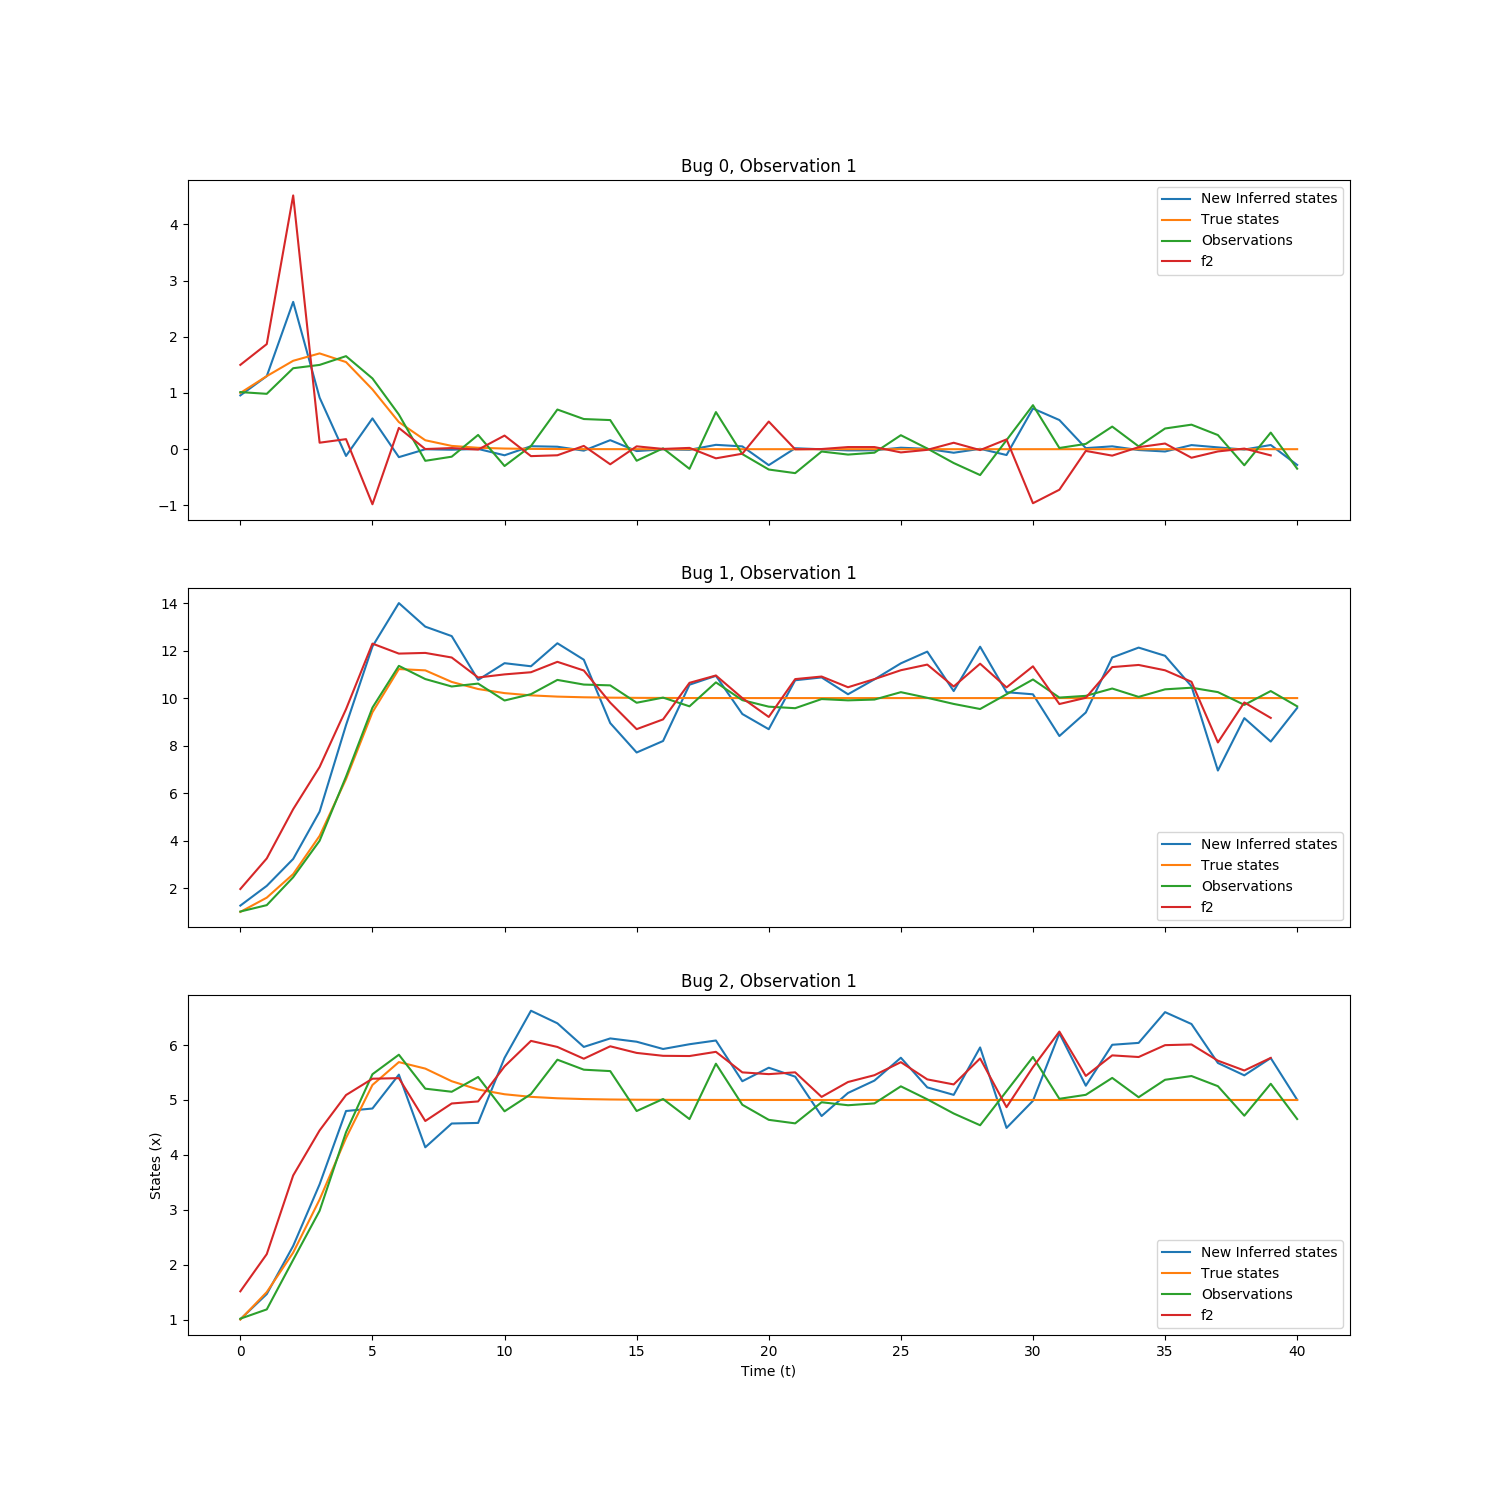 Bug 0, Observation 1
4
3
2
1
0
−1
New Inferred states
True states
Observations
f2
Bug 1, Observation 1
14
12
10
8
6
4
2
New Inferred states
True states
Observations
f2
Bug 2, Observation 1
States (x)
6
5
4
3
2
1
New Inferred states
True states
Observations
f2
0 5 10 15 20 25 30 35 40
Time (t)